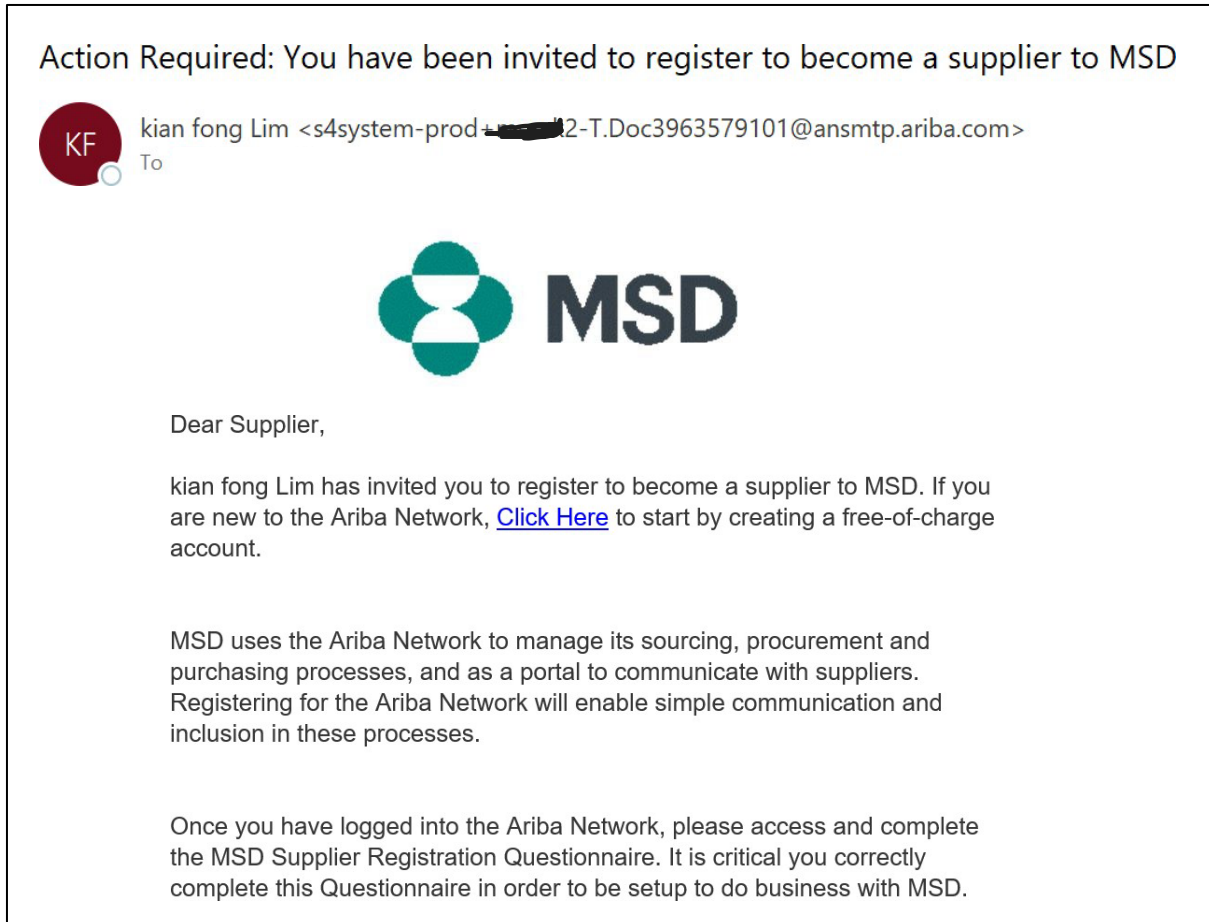 Action Required: You have been invited to register to become a supplier to MSD
KF
kian fong Lim <s4system-prod+ 2-T.Doc3963579101@ansmtp.ariba.com>
To
MSD
Dear Supplier,
kian fong Lim has invited you to register to become a supplier to MSD. If you
are new to the Ariba Network, Click Here to start by creating a free-of-charge
account.
MSD uses the Ariba Network to manage its sourcing, procurement and
purchasing processes, and as a portal to communicate with suppliers.
Registering for the Ariba Network will enable simple communication and
inclusion in these processes.
Once you have logged into the Ariba Network, please access and complete
the MSD Supplier Registration Questionnaire. It is critical you correctly
complete this Questionnaire in order to be setup to do business with MSD.